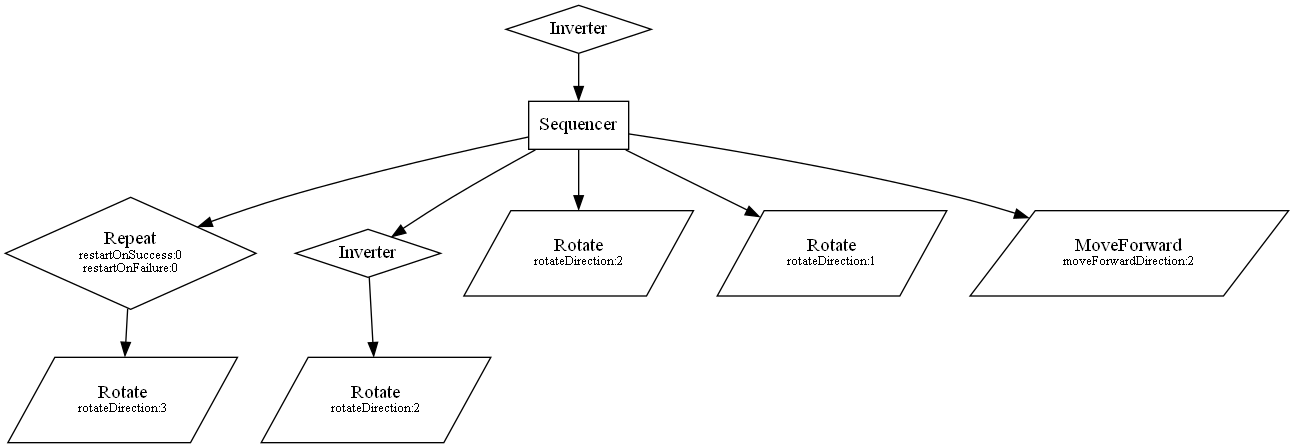 Inverter
Sequencer
Repeat
restartOnSuccess:0
restartOnFailure:0
Inverter
Rotate
rotateDirection:2
Rotate
rotateDirection:1
MoveForward
moveForwardDirection:2
Rotate
rotateDirection:3
Rotate
rotateDirection:2